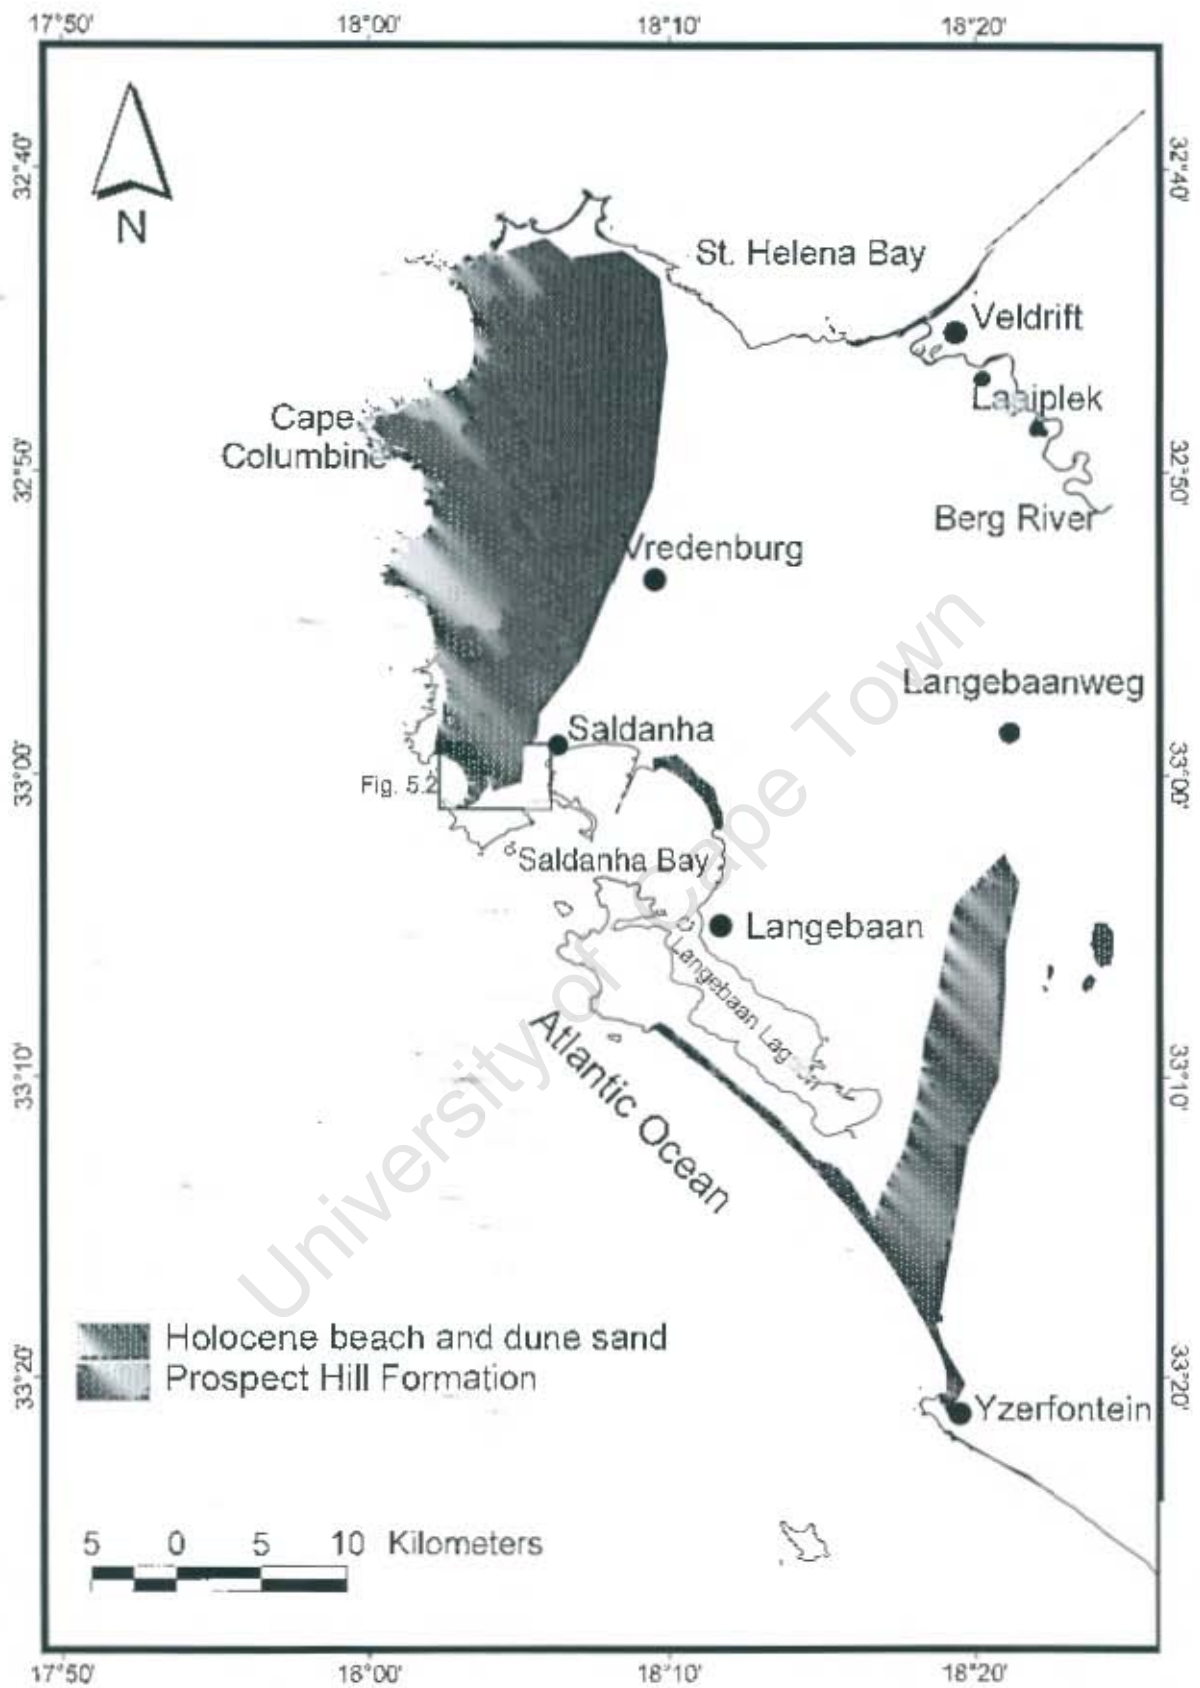 17°50' 18°00' 18°10' 18°20'
32°40' 32°40'
N
St. Helena Bay
Veldrift
Laaiplek
Cape
Columbine
32°50' 32°50'
Berg River
Vredenburg
Langebaanweg
Saldanha
33°00' 33°00'
Fig. 5.2
Saldanha Bay
Langebaan
Langebaan Lagoon
Atlantic Ocean
33°10' 33°10'
University of Cape Town
Holocene beach and dune sand
Prospect Hill Formation
33°20' 33°20'
Yzerfontein
5 0 5 10 Kilometers
17°50' 18°00' 18°10' 18°20'